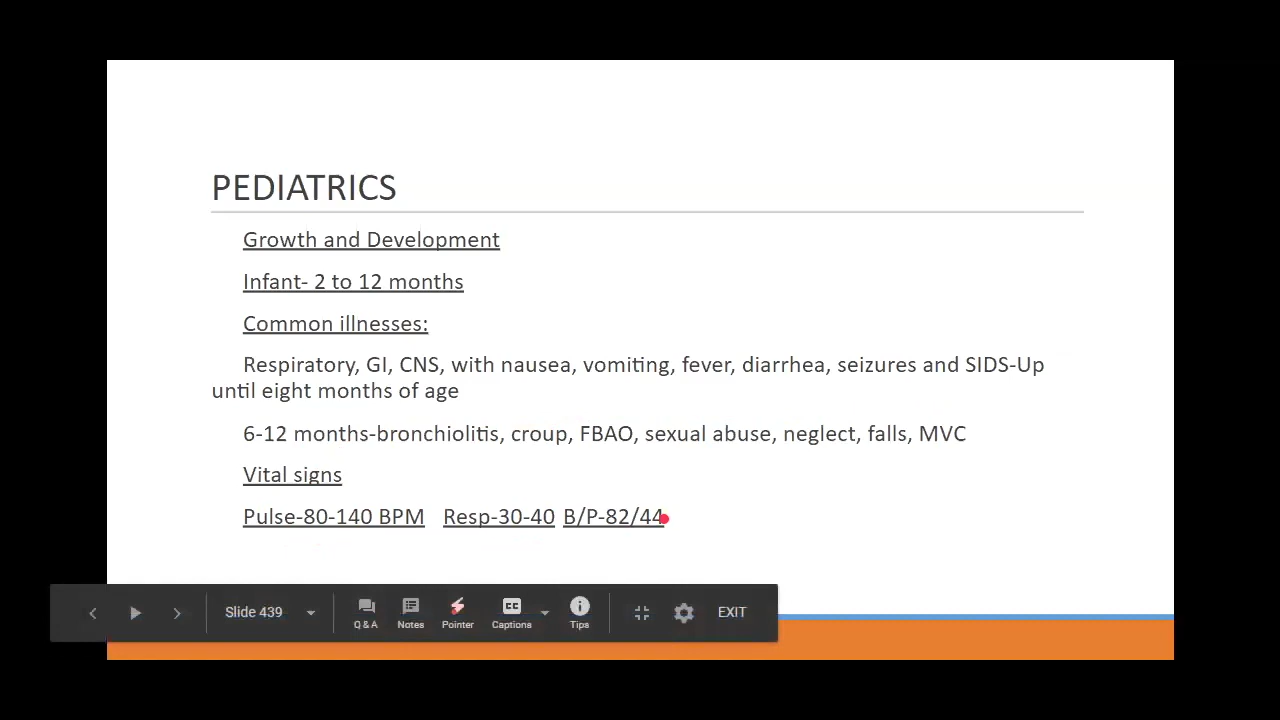 PEDIATRICS
Growth and Development
Infant- 2 to 12 months
Common illnesses:
Respiratory, GI, CNS, with nausea, vomiting, fever, diarrhea, seizures and SIDS-Up
until eight months of age
6-12 months-bronchiolitis, croup, FBAO, sexual abuse, neglect, falls, MVC
Vital signs
Pulse-80-140 BPM Resp-30-40 B/P-82/44
Slide 439 Q & A Notes Pointer CC Captions Tips EXIT